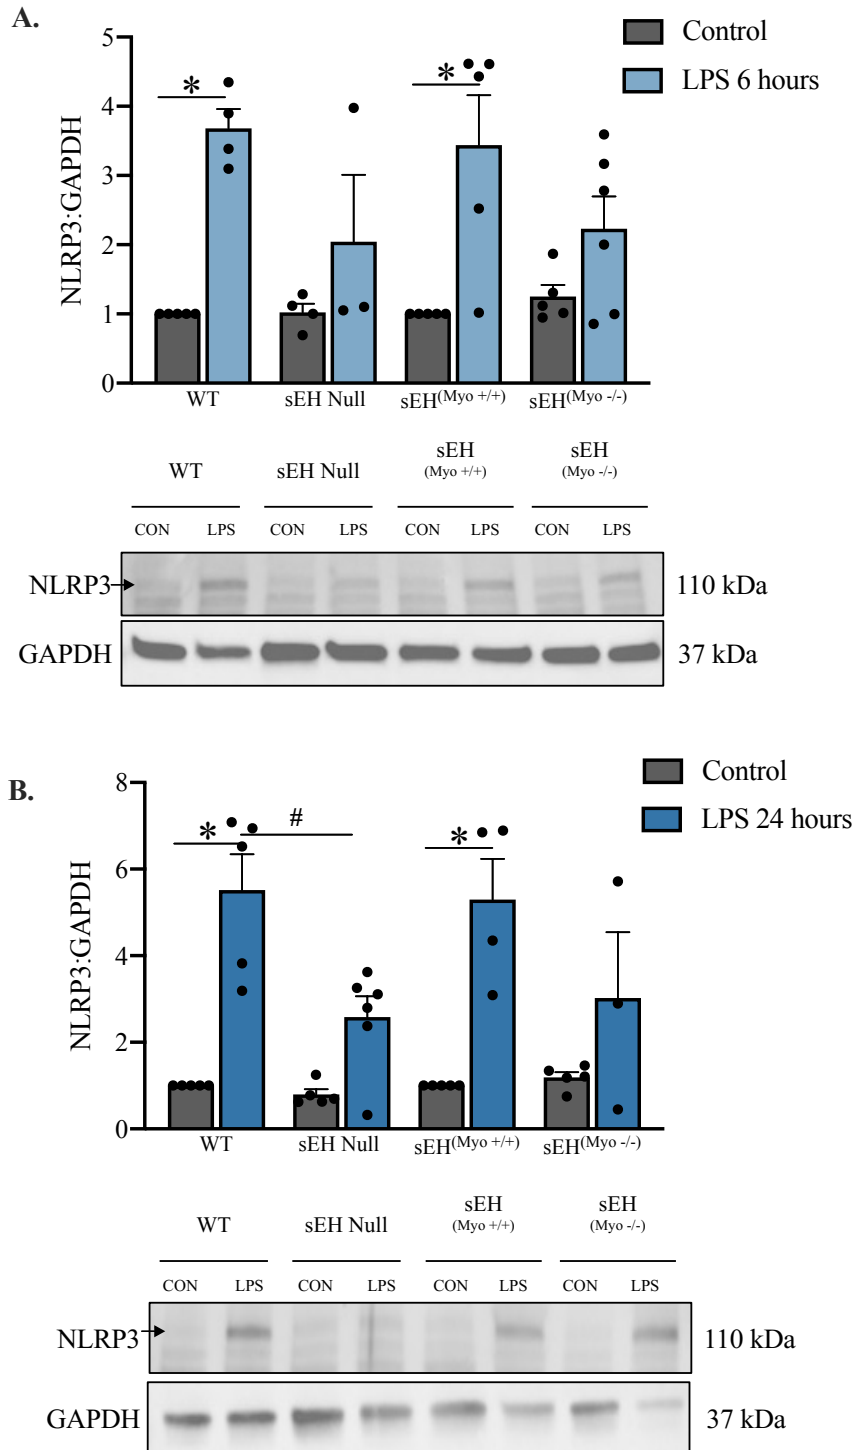 A.
Control
LPS 6 hours
NLRP3:GAPDH
5
4
3
2
1
0
*
*
WT
sEH Null
sEH(Myo +/+)
sEH(Myo -/-)
WT
sEH Null
sEH
(Myo +/+)
sEH
(Myo -/-)
CON LPS CON LPS CON LPS CON LPS
NLRP3
110 kDa
GAPDH
37 kDa
B.
Control
LPS 24 hours
NLRP3:GAPDH
8
6
4
2
0
*
#
*
WT
sEH Null
sEH(Myo +/+)
sEH(Myo -/-)
WT
sEH Null
sEH
(Myo +/+)
sEH
(Myo -/-)
CON LPS CON LPS CON LPS CON LPS
NLRP3
110 kDa
GAPDH
37 kDa